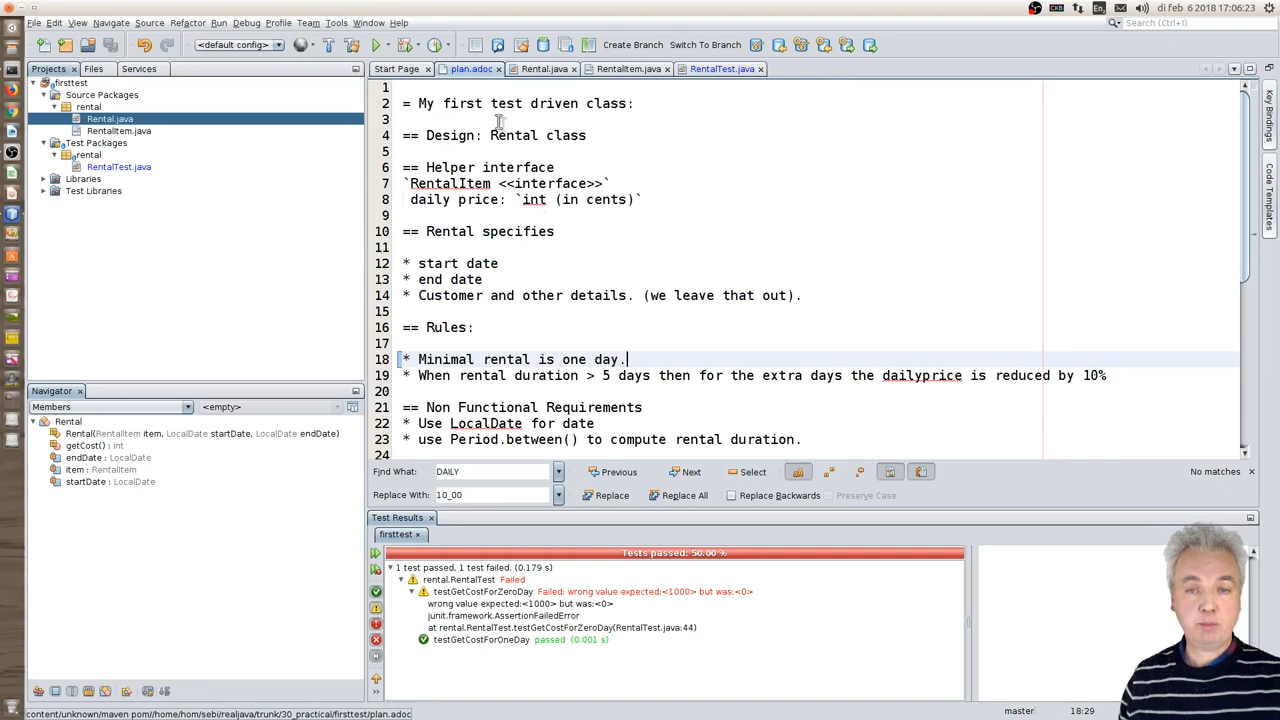 di feb 6 2018 17:06:23
File Edit View Navigate Source Refactor Run Debug Profile Team Tools Window Help
Search (Ctrl+I)
<default config>
Create Branch
Switch To Branch
Projects
Files
Services
Start Page
plan.adoc
Rental.java
RentalItem.java
RentalTest.java
firsttest
Source Packages
rental
Rental.java
RentalItem.java
Test Packages
rental
RentalTest.java
Libraries
Test Libraries
1
2 = My first test driven class:
3
4 == Design: Rental class
5
6 == Helper interface
7 `RentalItem <<interface>>`
8 daily price: `int (in cents)`
9
10 == Rental specifies
11
12 * start date
13 * end date
14 * Customer and other details. (we leave that out).
15
16 == Rules:
17
18 * Minimal rental is one day.
19 * When rental duration > 5 days then for the extra days the dailyprice is reduced by 10%
20
21 == Non Functional Requirements
22 * Use LocalDate for date
23 * use Period.between() to compute rental duration.
24
Key Bindings
Code Templates
Navigator
Members
<empty>
Rental
Rental(RentalItem item, LocalDate startDate, LocalDate endDate)
getCost() : int
endDate : LocalDate
item : RentalItem
startDate : LocalDate
Find What: DAILY
Previous
Next
Select
No matches
Replace With: 10_00
Replace
Replace All
Replace Backwards
Preserve Case
Test Results
firsttest
Tests passed: 50.00 %
1 test passed, 1 test failed. (0.179 s)
rental.RentalTest Failed
testGetCostForZeroDay Failed: wrong value expected:<1000> but was:<0>
wrong value expected:<1000> but was:<0>
junit.framework.AssertionFailedError
at rental.RentalTest.testGetCostForZeroDay(RentalTest.java:44)
testGetCostForOneDay passed (0.001 s)
content/unknown/maven pom//home/hom/sebi/realjava/trunk/30_practical/firsttest/plan.adoc
master
18:29